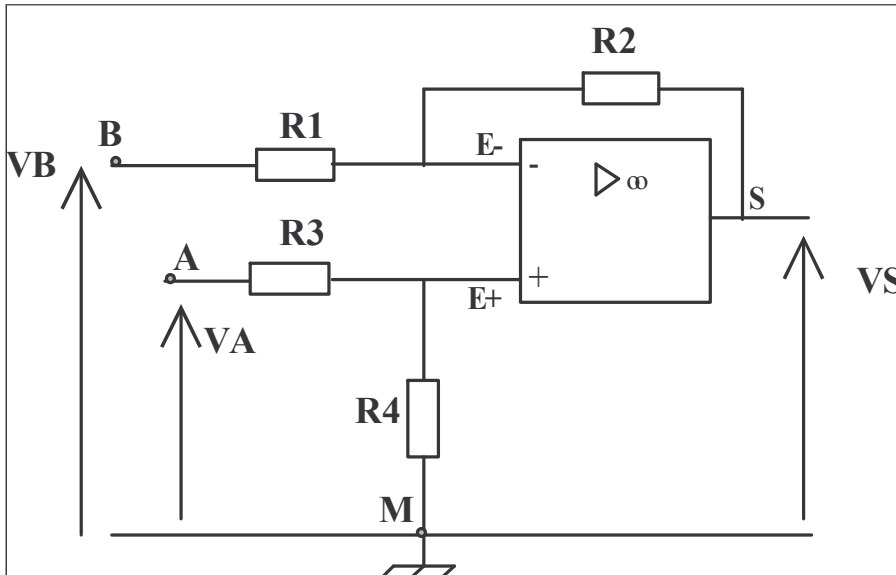 R2
B
R1
E-
-
VB
▷ ∞
S
R3
A
+
E+
VS
VA
R4
M